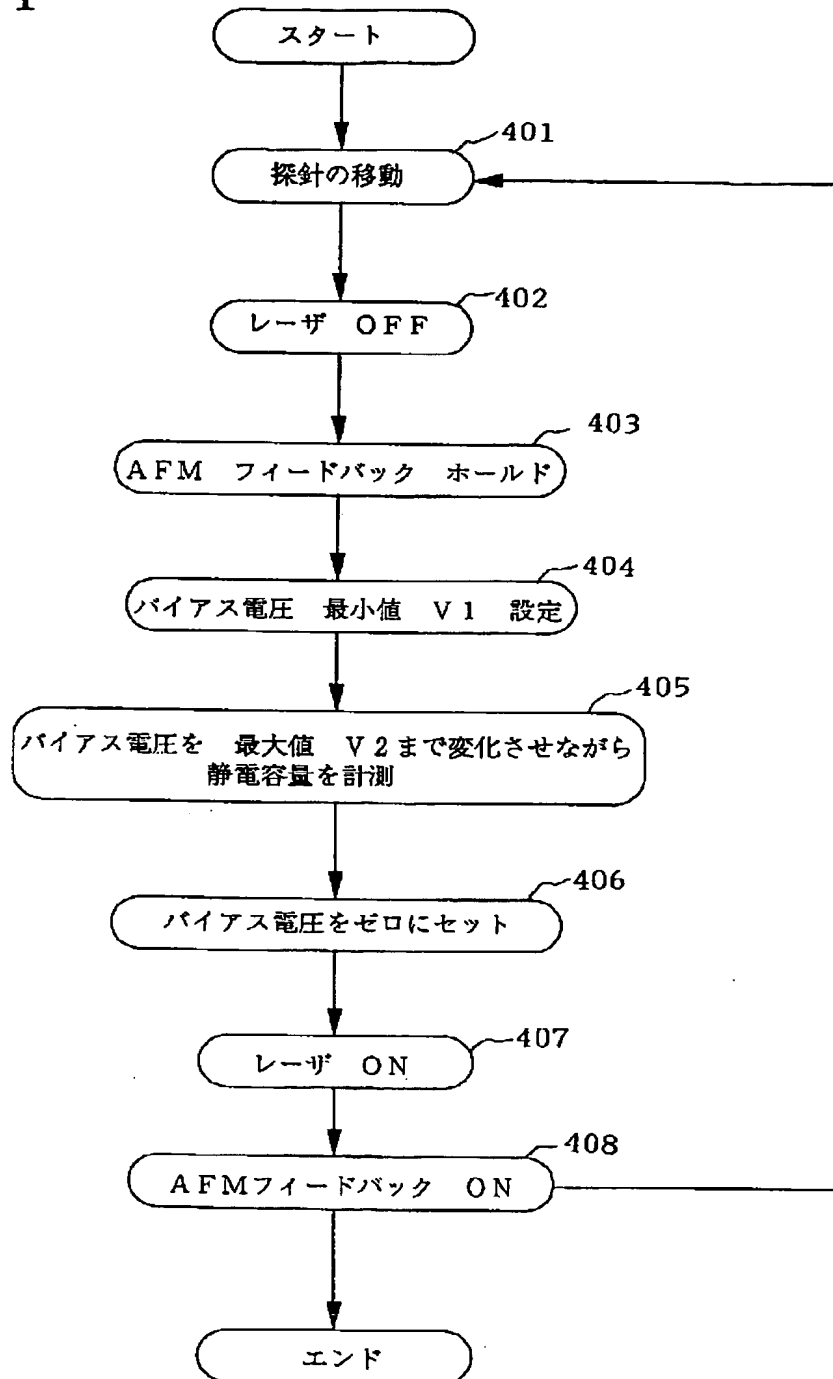 スタート
401
探針の移動
402
レーザ OFF
403
AFM フィードバック ホールド
404
バイアス電圧 最小値 V1 設定
405
バイアス電圧を 最大値 V2まで変化させながら
静電容量を計測
406
バイアス電圧をゼロにセット
407
レーザ ON
408
AFMフィードバック ON
エンド